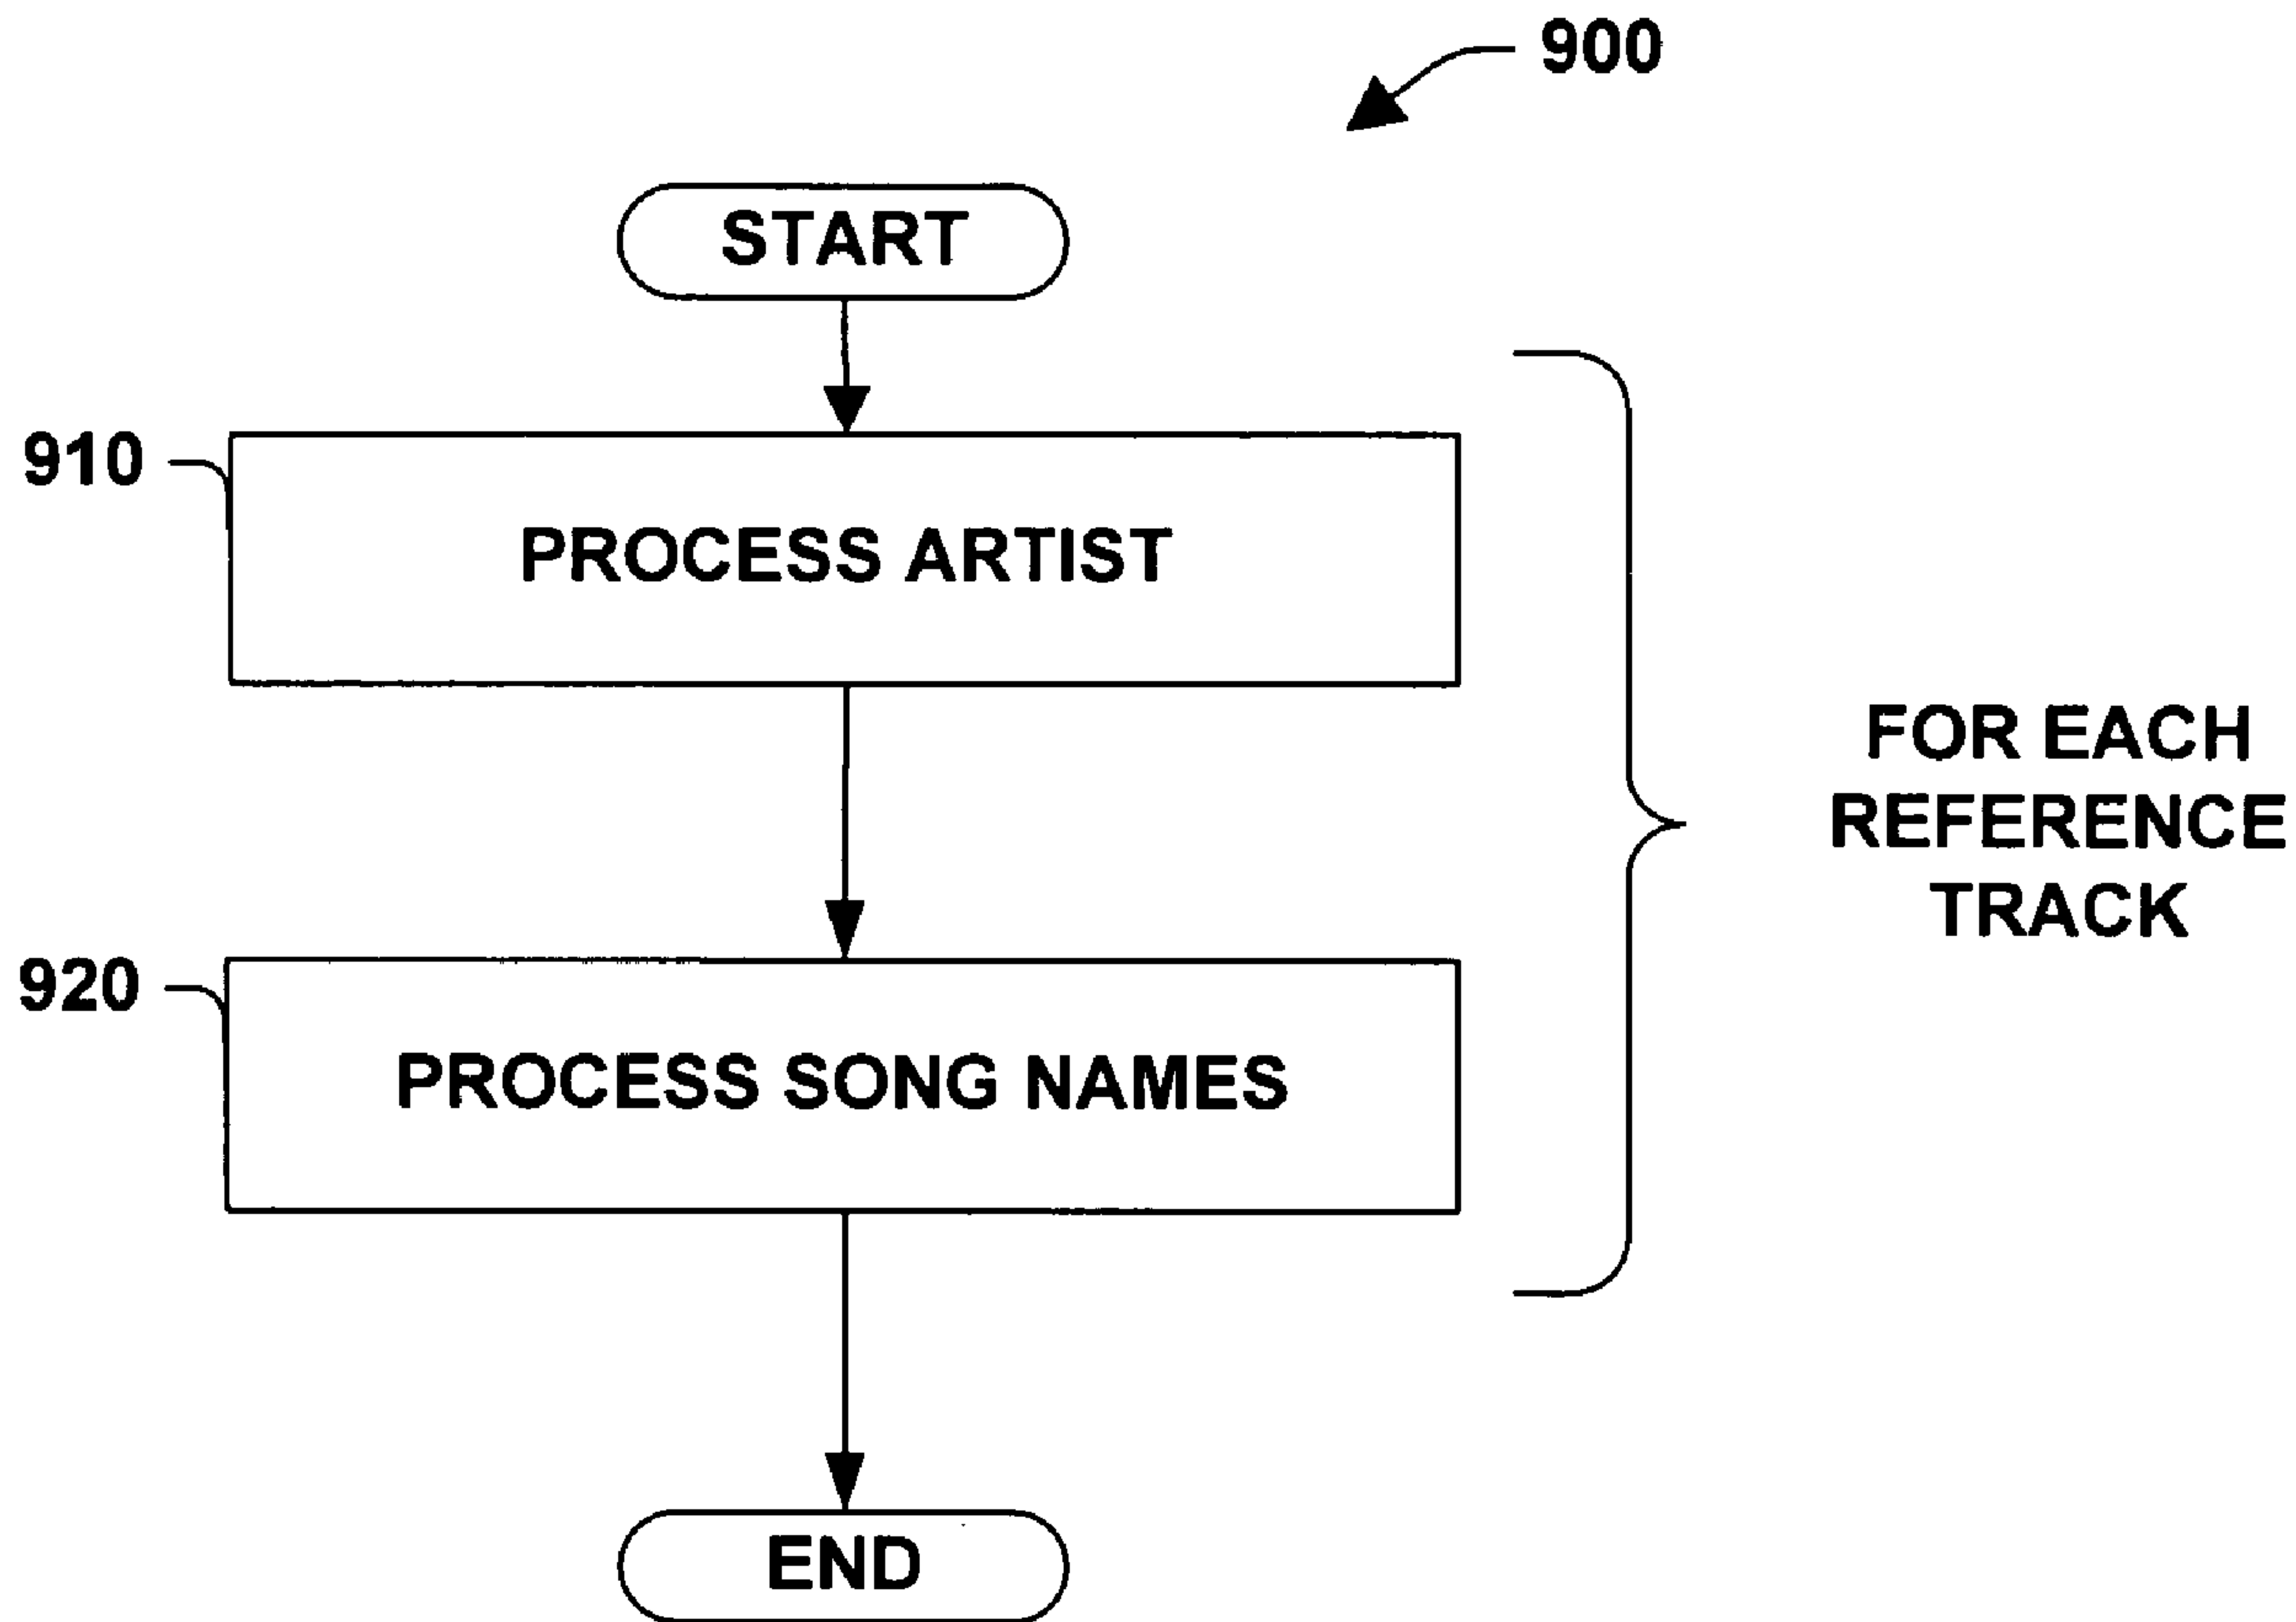 900
START
910
PROCESS ARTIST
FOR EACH
REFERENCE
TRACK
920
PROCESS SONG NAMES
END